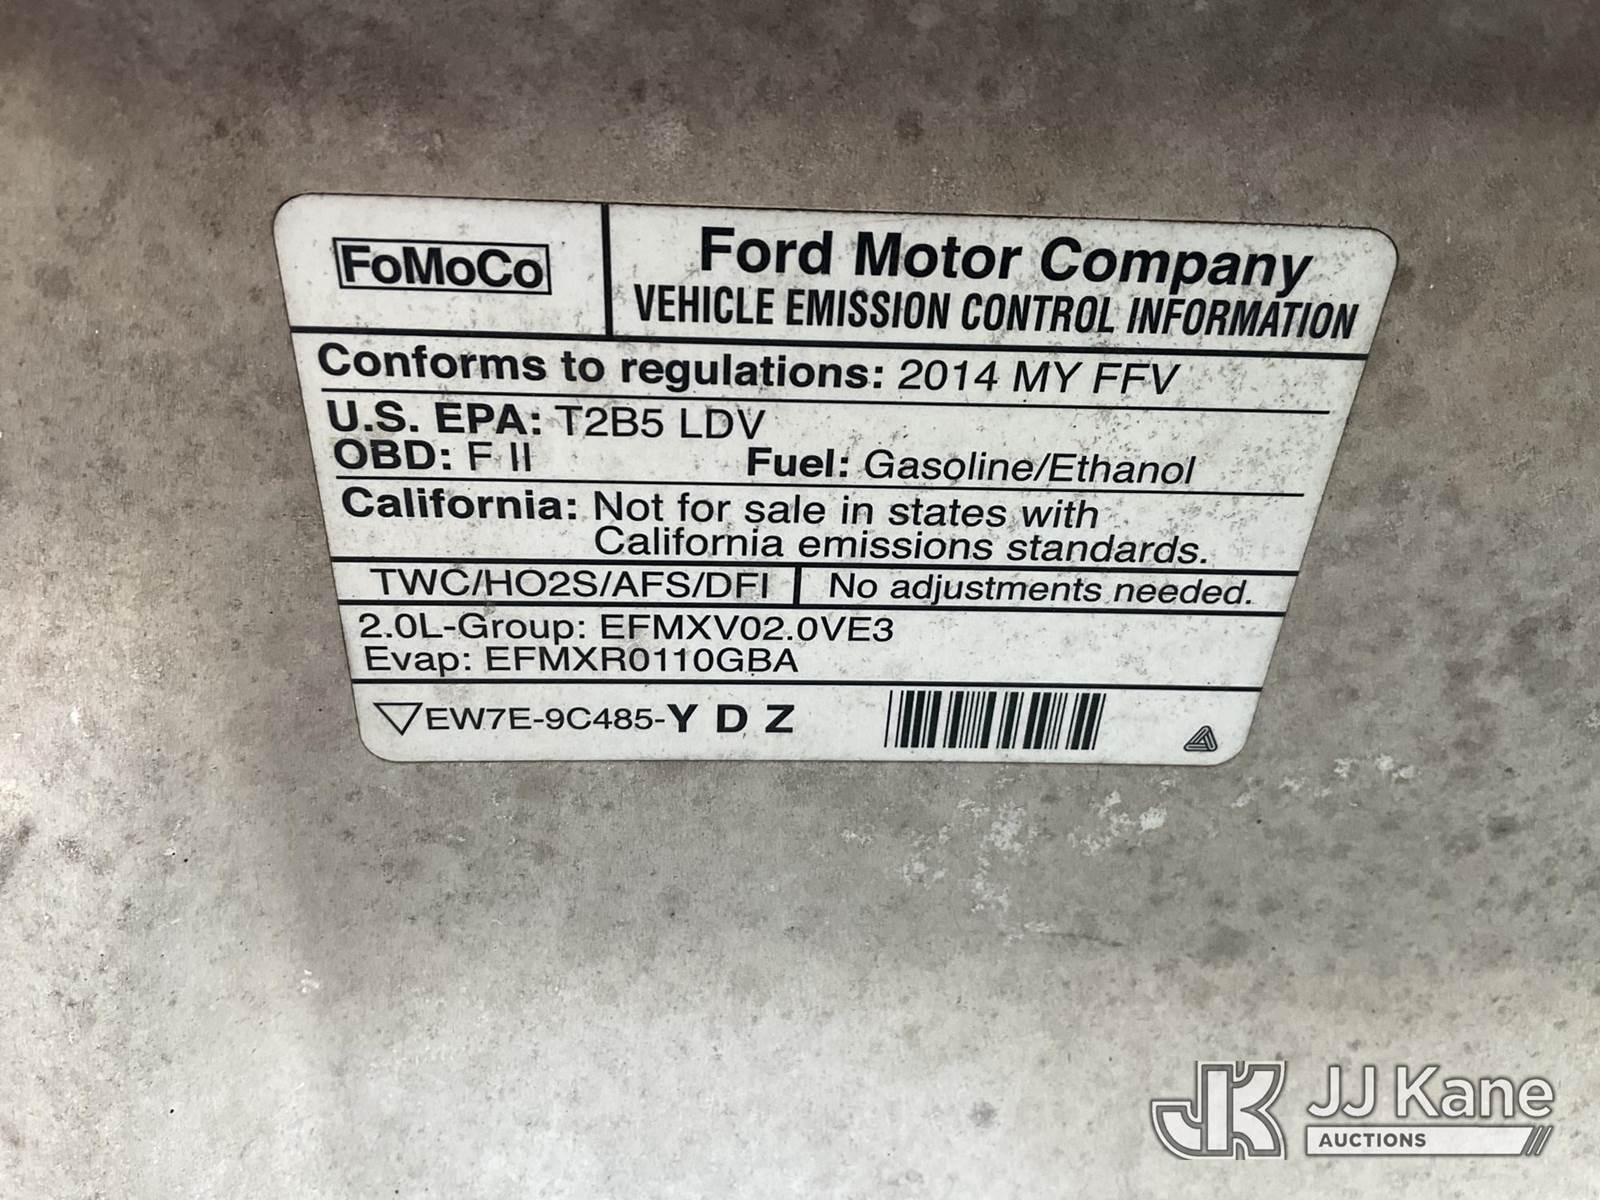 FoMoCo
Ford Motor Company
VEHICLE EMISSION CONTROL INFORMATION
Conforms to regulations: 2014 MY FFV
U.S. EPA: T2B5 LDV
OBD: F II Fuel: Gasoline/Ethanol
California: Not for sale in states with
California emissions standards.
TWC/HO2S/AFS/DFI No adjustments needed.
2.0L-Group: EFMXV02.0VE3
Evap: EFMXR0110GBA
EW7E-9C485-Y D Z
JK JJ Kane
AUCTIONS